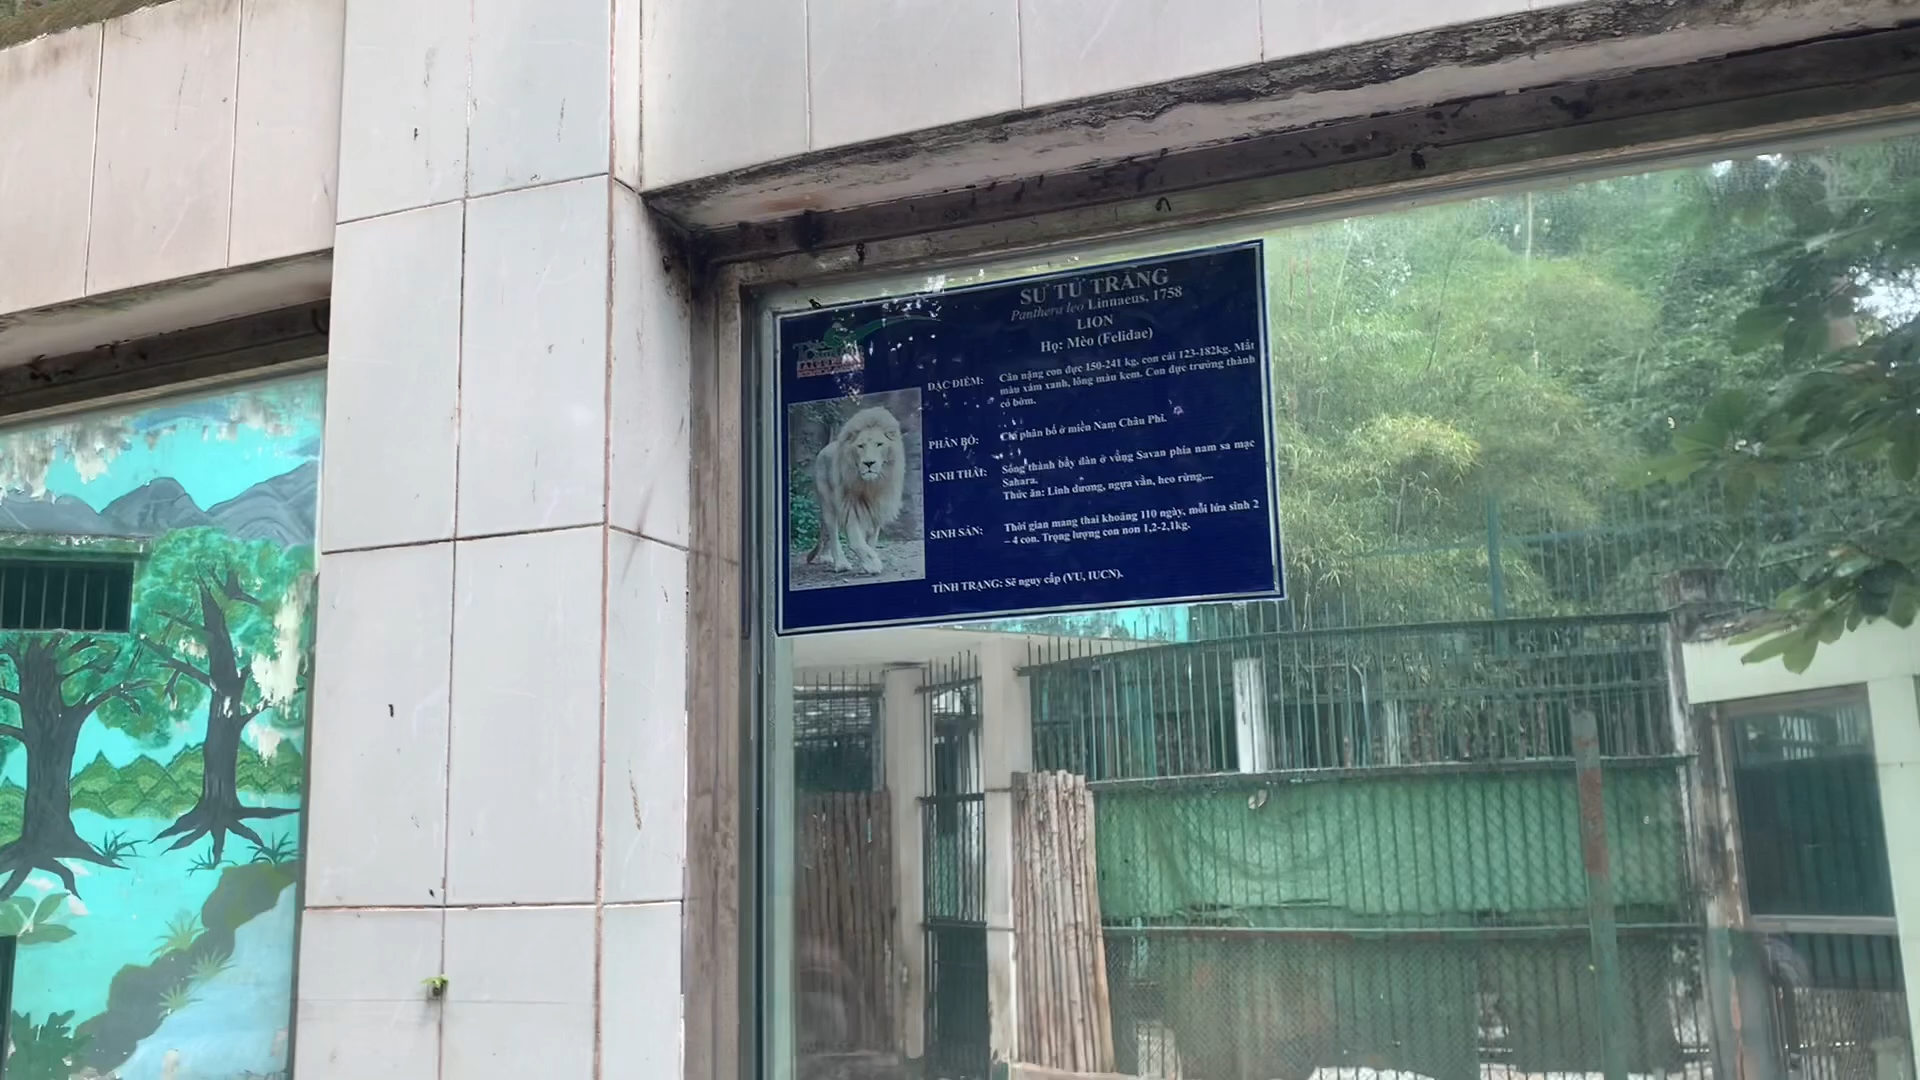 SƯ TỬ TRẮNG
Panthera leo Linnaeus, 1758
LION
Họ: Mèo (Felidae)
ĐẶC ĐIỂM: Cân nặng con đực 150-241 kg, con cái 123-182kg. Mắt
màu xám xanh, lông màu kem. Con đực trưởng thành
có bờm.
PHÂN BỐ: Chỉ phân bố ở miền Nam Châu Phi.
SINH THÁI: Sống thành bầy đàn ở vùng Savan phía nam sa mạc
Sahara.
Thức ăn: Linh dương, ngựa vằn, heo rừng,...
SINH SẢN: Thời gian mang thai khoảng 110 ngày, mỗi lứa sinh 2
– 4 con. Trọng lượng con non 1,2-2,1kg.
TÌNH TRẠNG: Sẽ nguy cấp (VU, IUCN).